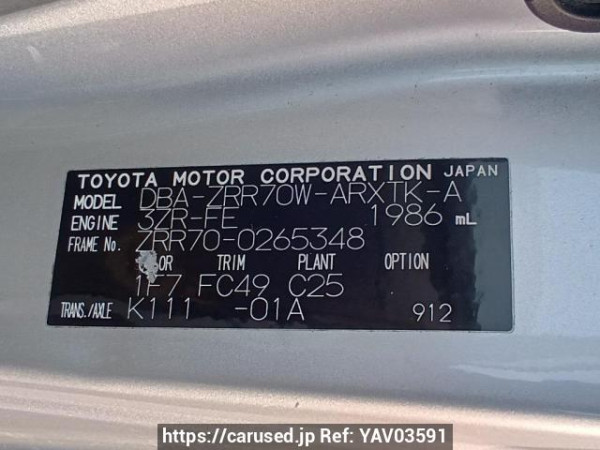 TOYOTA MOTOR CORPORATION JAPAN
MODEL DBA-ZRR70W-ARXTK-A
ENGINE 3ZR-FE 1986 mL
FRAME No. ZRR70-0265348
OR TRIM PLANT OPTION
1F7 FC49 C25
TRANS./AXLE K111 -01A 912
https://carused.jp Ref: YAV03591